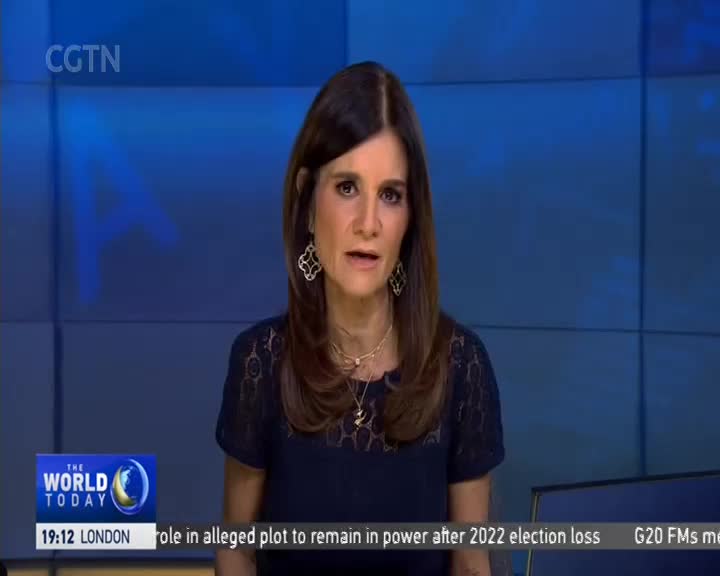 CGTN
THE
WORLD
TODAY
19:12 LONDON
role in alleged plot to remain in power after 2022 election loss G20 FMs me